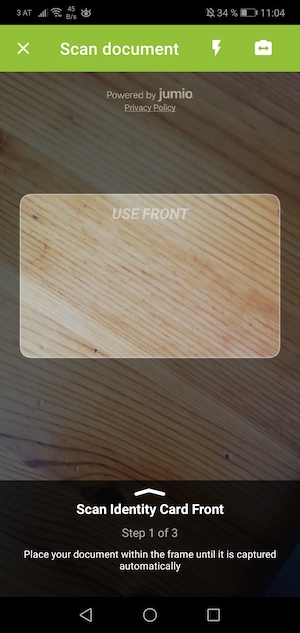 3 AT 45 B/s 34 % 11:04
Scan document
Powered by jumio.
Privacy Policy
USE FRONT
Scan Identity Card Front
Step 1 of 3
Place your document within the frame until it is captured
automatically